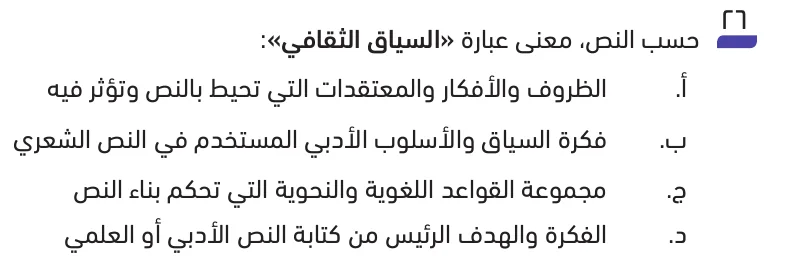 ٢٦ حسب النص، معنى عبارة «السياق الثقافي»:
أ. الظروف والأفكار والمعتقدات التي تحيط بالنص وتؤثر فيه
ب. فكرة السياق والأسلوب الأدبي المستخدم في النص الشعري
ج. مجموعة القواعد اللغوية والنحوية التي تحكم بناء النص
د. الفكرة والهدف الرئيس من كتابة النص الأدبي أو العلمي